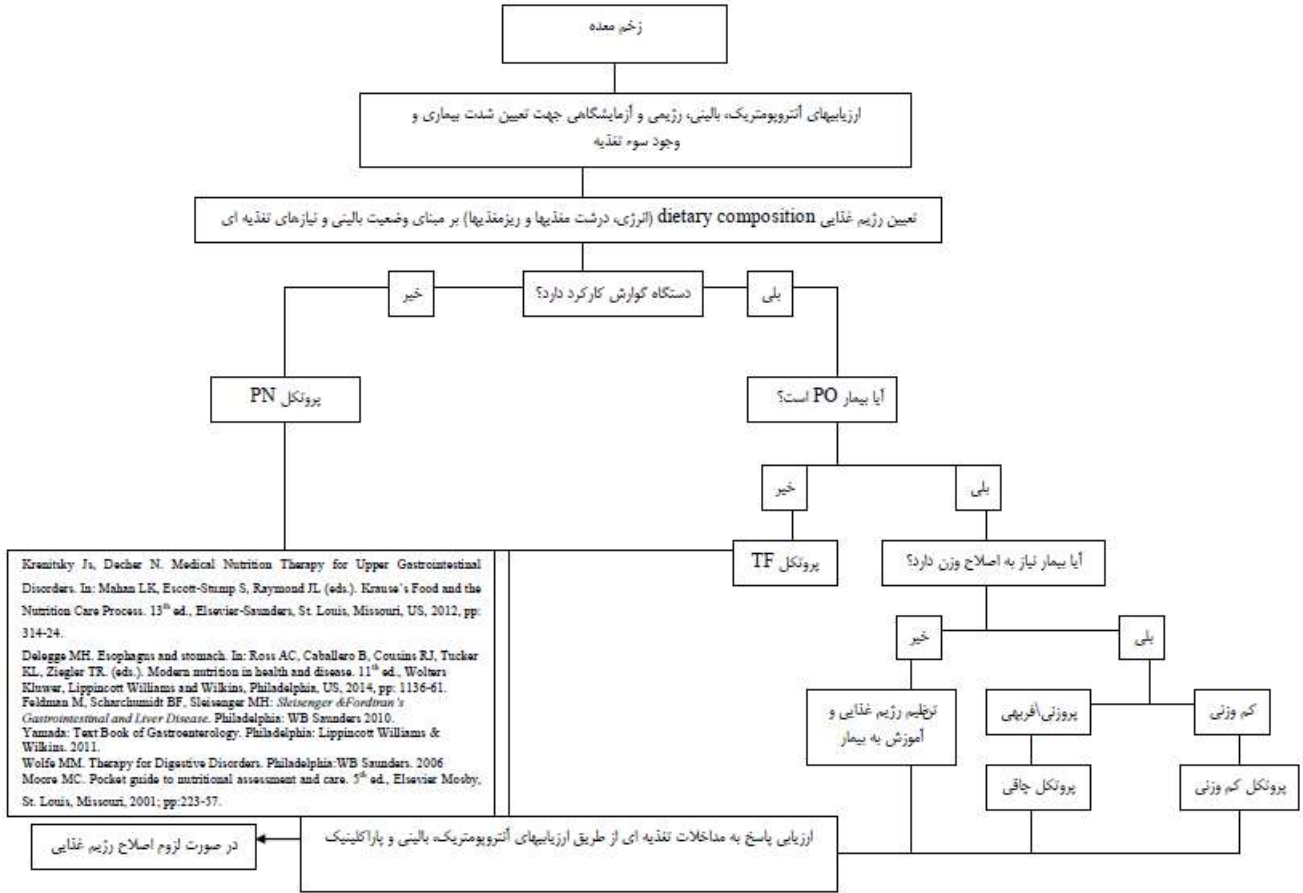 زخم معده
ارزیابیهای آنتروپومتریک، بالینی، رژیمی و آزمایشگاهی جهت تعیین شدت بیماری و
وجود سوء تغذیه
تعیین رژیم غذایی dietary composition (انرژی، درشت مغذیها و ریزمغذیها) بر مبنای وضعیت بالینی و نیازهای تغذیه ای
بلی
دستگاه گوارش کارکرد دارد؟
خیر
آیا بیمار PO است؟
پروتکل PN
بلی
خیر
آیا بیمار نیاز به اصلاح وزن دارد؟
پروتکل TF
Krenitsky Js, Decher N. Medical Nutrition Therapy for Upper Gastrointestinal
Disorders. In: Mahan LK, Escott-Stump S, Raymond JL (eds.). Krause's Food and the
Nutrition Care Process. 13th ed., Elsevier-Saunders, St. Louis, Missouri, US, 2012, pp:
314-24.
Delegge MH. Esophagus and stomach. In: Ross AC, Caballero B, Cousins RJ, Tucker
KL, Ziegler TR. (eds.). Modern nutrition in health and disease. 11th ed., Wolters
Kluwer, Lippincott Williams and Wilkins, Philadelphia, US, 2014, pp: 1136-61.
Feldman M, Scharchumidt BF, Sleisenger MH: Sleisenger &Fordtran's
Gastrointestinal and Liver Disease. Philadelphia: WB Saunders 2010.
Yamada: Text Book of Gastroenterology. Philadelphia: Lippincott Williams &
Wilkins. 2011.
Wolfe MM. Therapy for Digestive Disorders. Philadelphia:WB Saunders. 2006
Moore MC. Pocket guide to nutritional assessment and care. 5th ed., Elsevier Mosby,
St. Louis, Missouri, 2001; pp:223-57.
بلی
خیر
کم وزنی
پروزنی\فربهی
تنظیم رژیم غذایی و
آموزش به بیمار
پروتکل کم وزنی
پروتکل چاقی
ارزیابی پاسخ به مداخلات تغذیه ای از طریق ارزیابیهای آنتروپومتریک، بالینی و پاراکلینیک
در صورت لزوم اصلاح رژیم غذایی